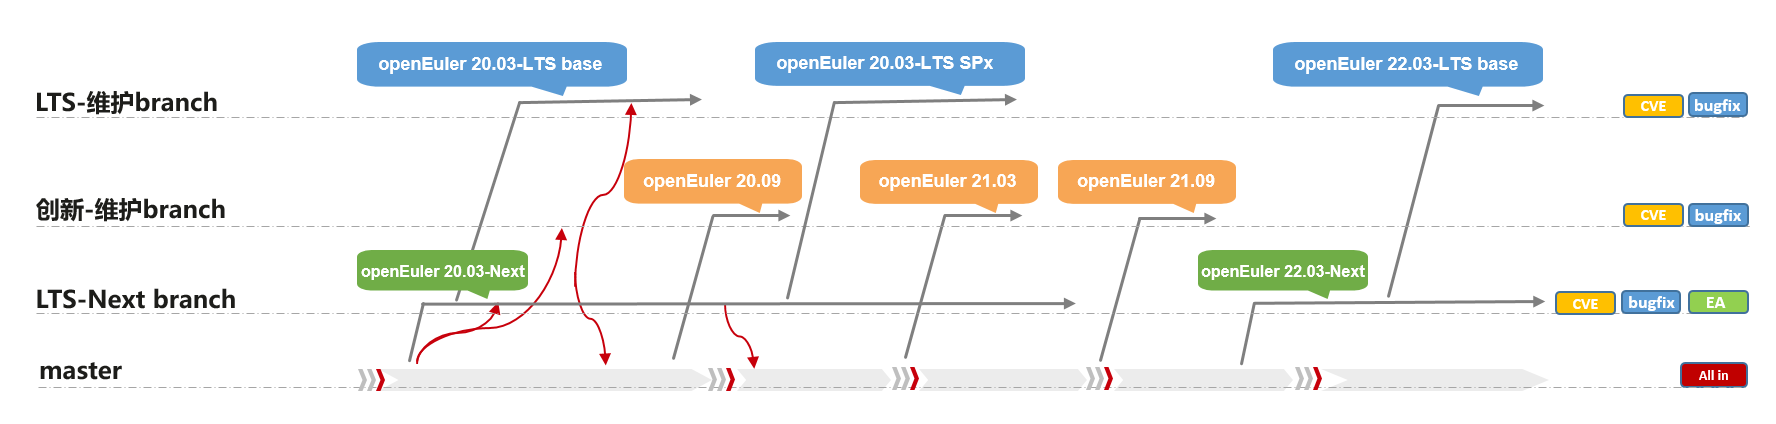 openEuler 20.03-LTS base
openEuler 20.03-LTS SPx
openEuler 22.03-LTS base
LTS-维护branch
CVE
bugfix
openEuler 20.09
openEuler 21.03
openEuler 21.09
创新-维护branch
CVE
bugfix
openEuler 20.03-Next
openEuler 22.03-Next
LTS-Next branch
CVE
bugfix
EA
master
All in